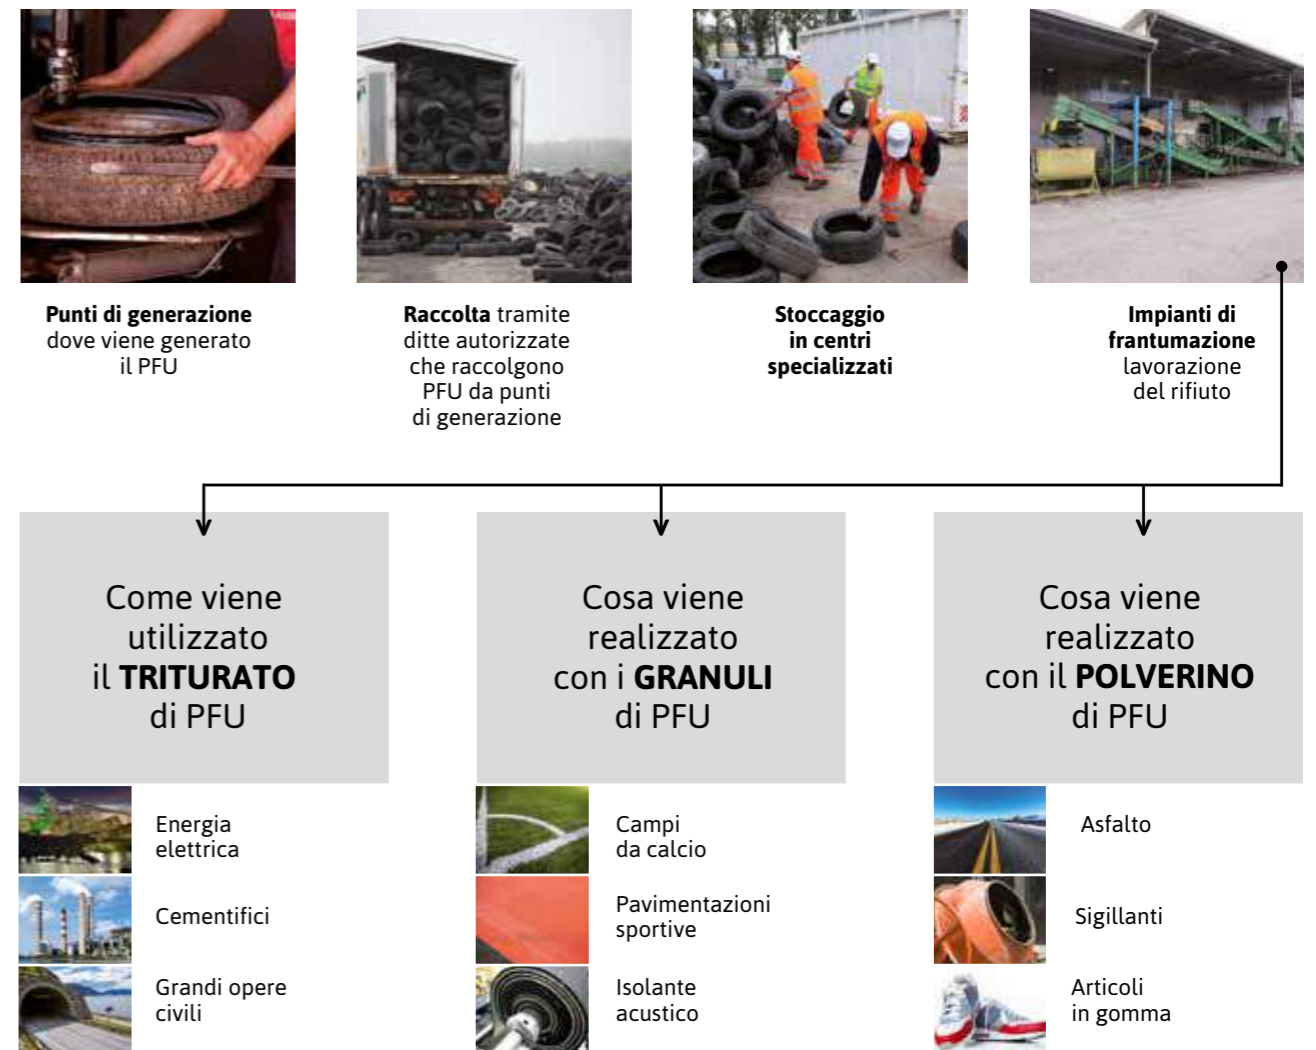 Punti di generazione
dove viene generato
il PFU
Raccolta tramite
ditte autorizzate
che raccolgono
PFU da punti
di generazione
Stoccaggio
in centri
specializzati
Impianti di
frantumazione
lavorazione
del rifiuto
Come viene
utilizzato
il TRITURATO
di PFU
Energia
elettrica
Cementifici
Grandi opere
civili
Cosa viene
realizzato
con i GRANULI
di PFU
Campi
da calcio
Pavimentazioni
sportive
Isolante
acustico
Cosa viene
realizzato
con il POLVERINO
di PFU
Asfalto
Sigillanti
Articoli
in gomma